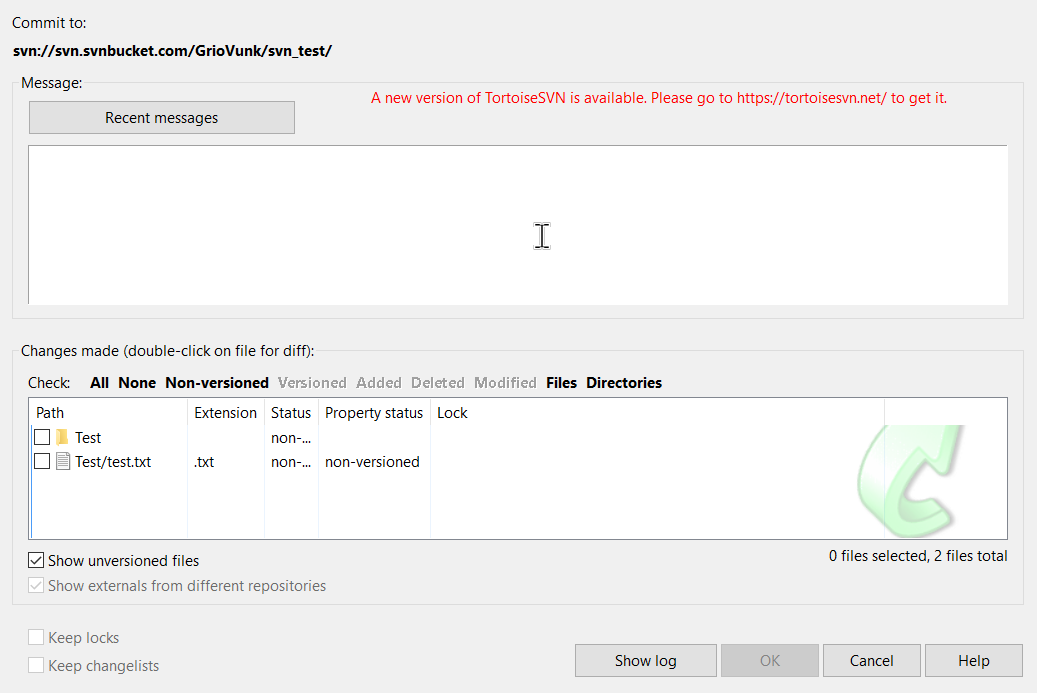 Commit to:
svn://svn.svnbucket.com/GrioVunk/svn_test/
Message:
A new version of TortoiseSVN is available. Please go to https://tortoisesvn.net/ to get it.
Recent messages
Changes made (double-click on file for diff):
Check: All None Non-versioned Versioned Added Deleted Modified Files Directories
Path Extension Status Property status Lock
Test non-...
Test/test.txt .txt non-... non-versioned
Show unversioned files
0 files selected, 2 files total
Show externals from different repositories
Keep locks
Keep changelists
Show log OK Cancel Help